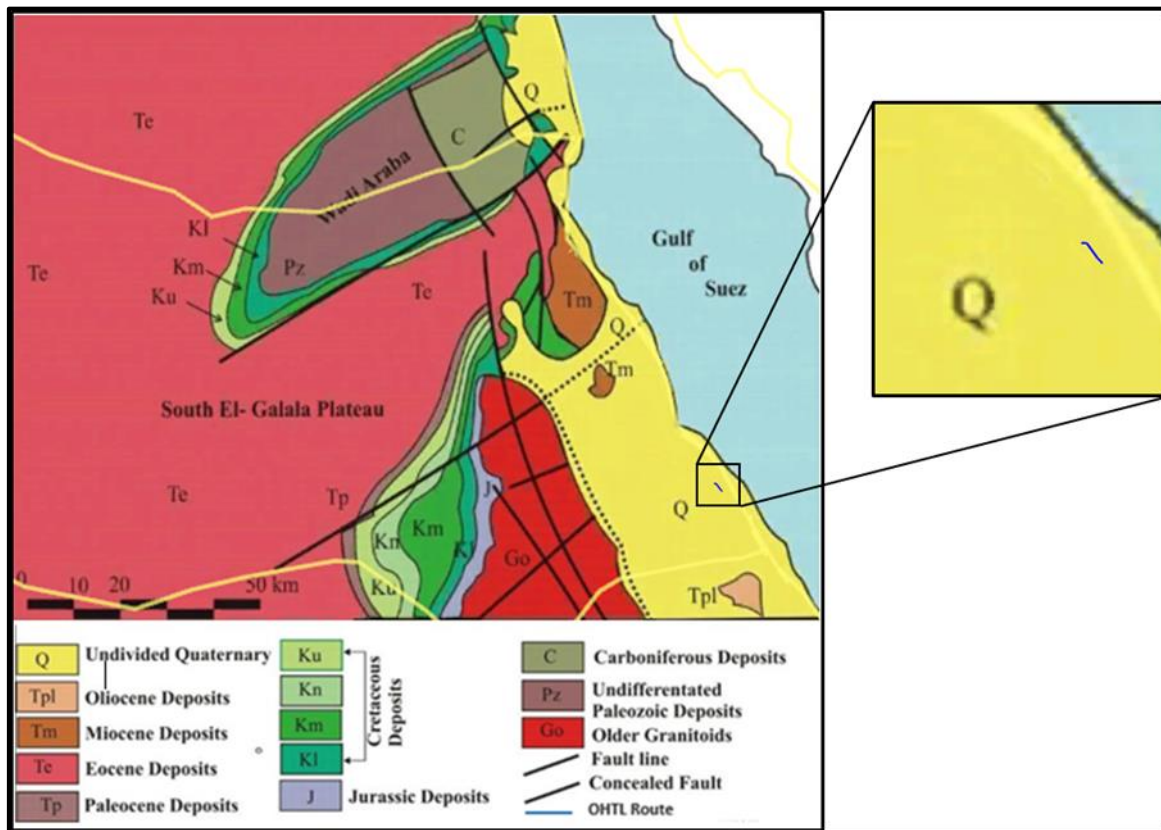 Te
Q
C
Wadi Araba
Kl
Km
Ku
Pz
Te
Te
Gulf
of
Suez
Tm
Q
Tm
South El- Galala Plateau
Te
Tp
J
Q
Km
Kn
Kl
Go
Ku
Tpl
0 10 20 50 km
Q
Q Undivided Quaternary
Tpl Oliocene Deposits
Tm Miocene Deposits
Te Eocene Deposits
Tp Paleocene Deposits
Ku
Kn
Km
Kl
Cretaceous
Deposits
J Jurassic Deposits
C Carboniferous Deposits
Pz Undifferentated
Paleozoic Deposits
Go Older Granitoids
Fault line
Concealed Fault
OHTL Route